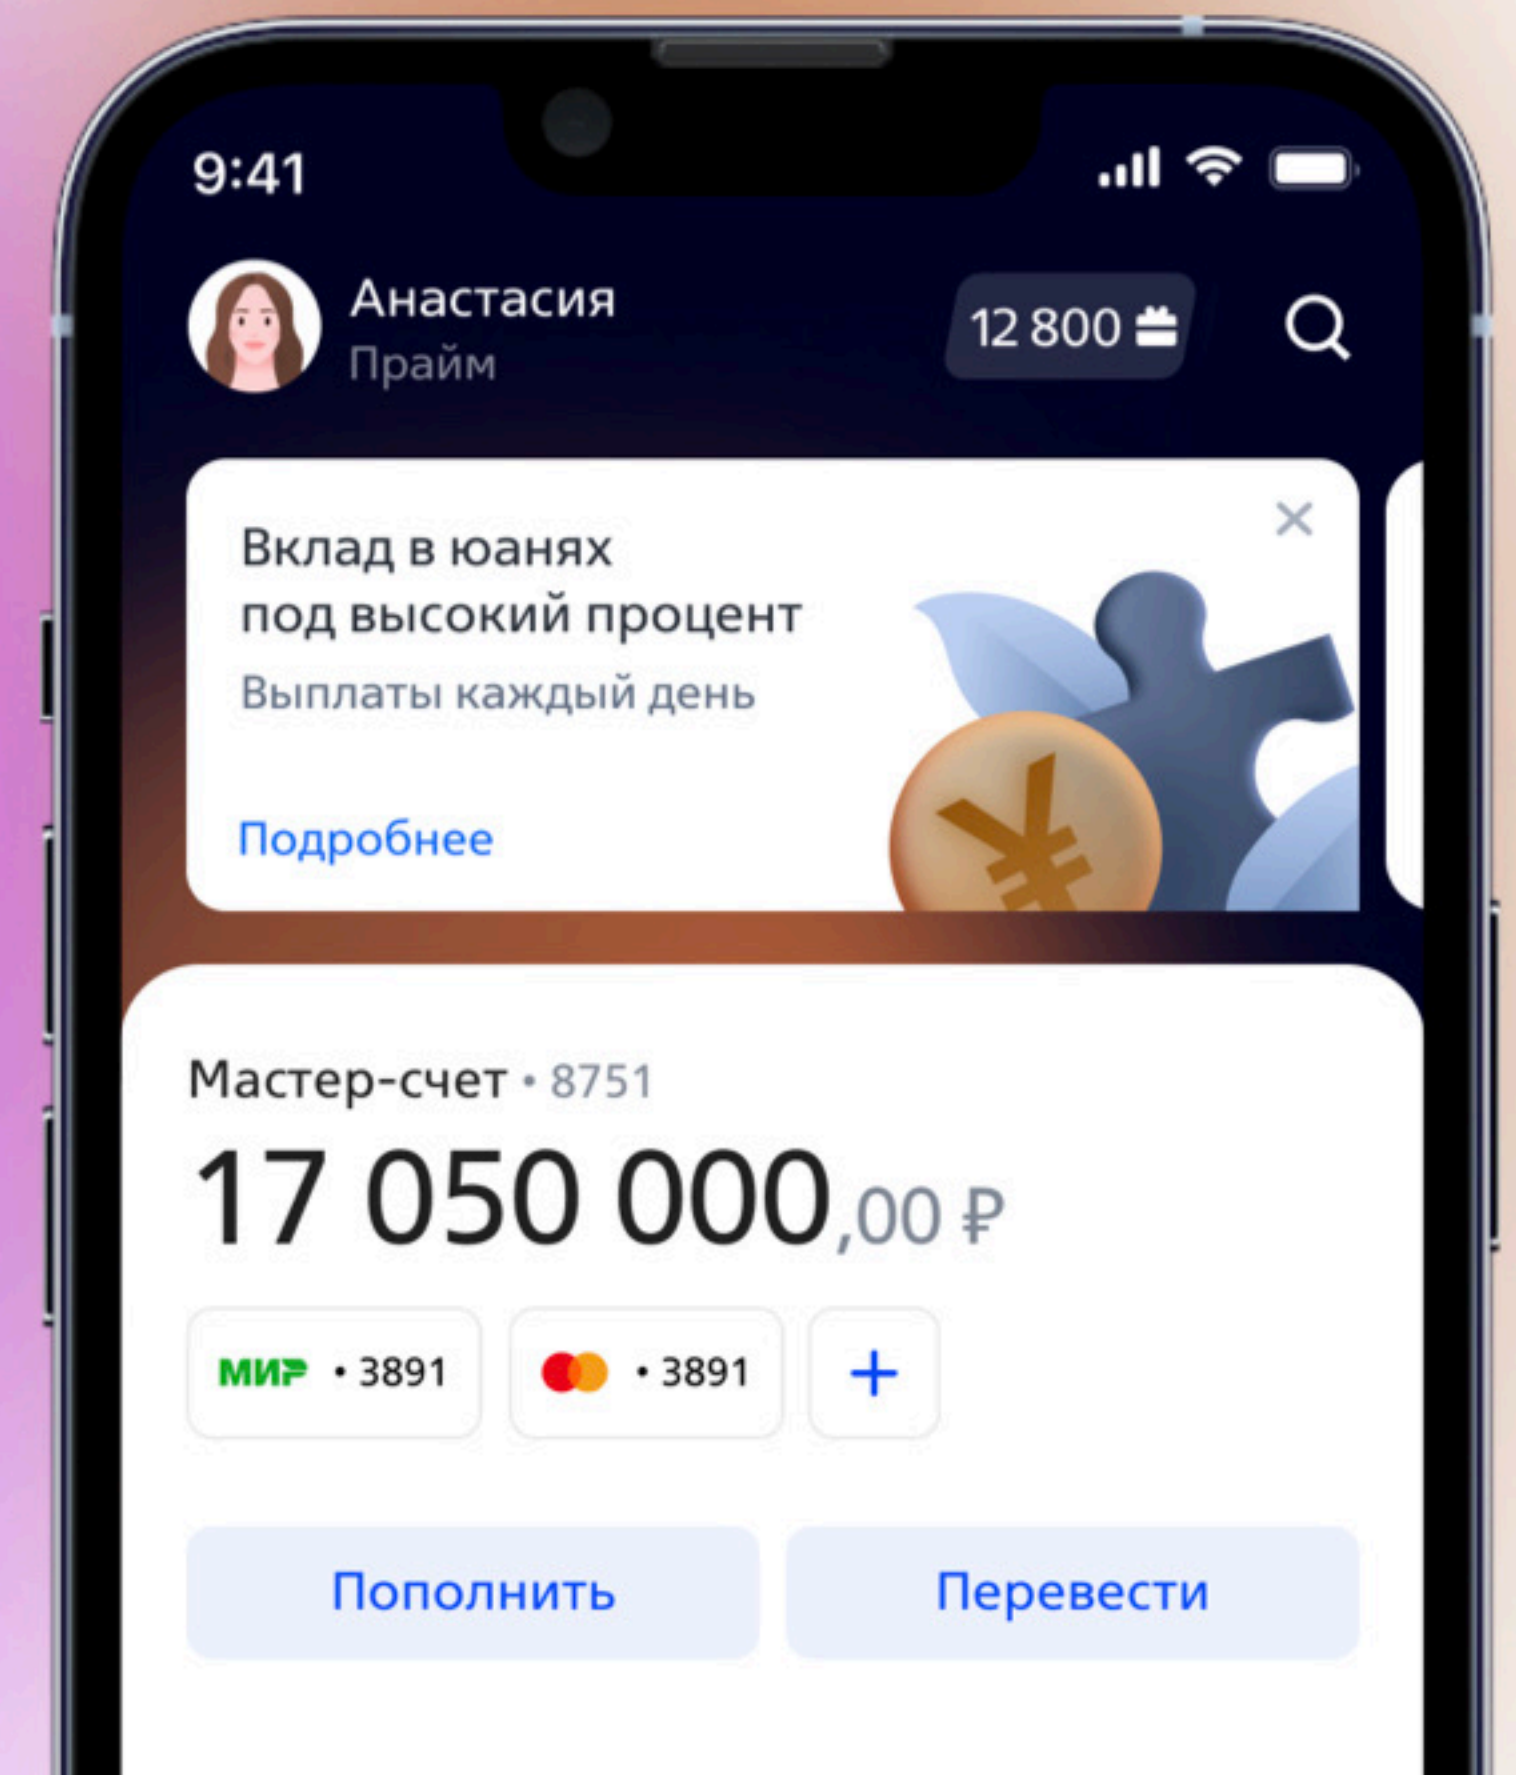 9:41
Анастасия
Прайм
12 800
Вклад в юанях
под высокий процент
Выплаты каждый день
Подробнее
¥
Мастер-счет • 8751
17 050 000,00 ₽
МИР • 3891
• 3891
+
Пополнить
Перевести